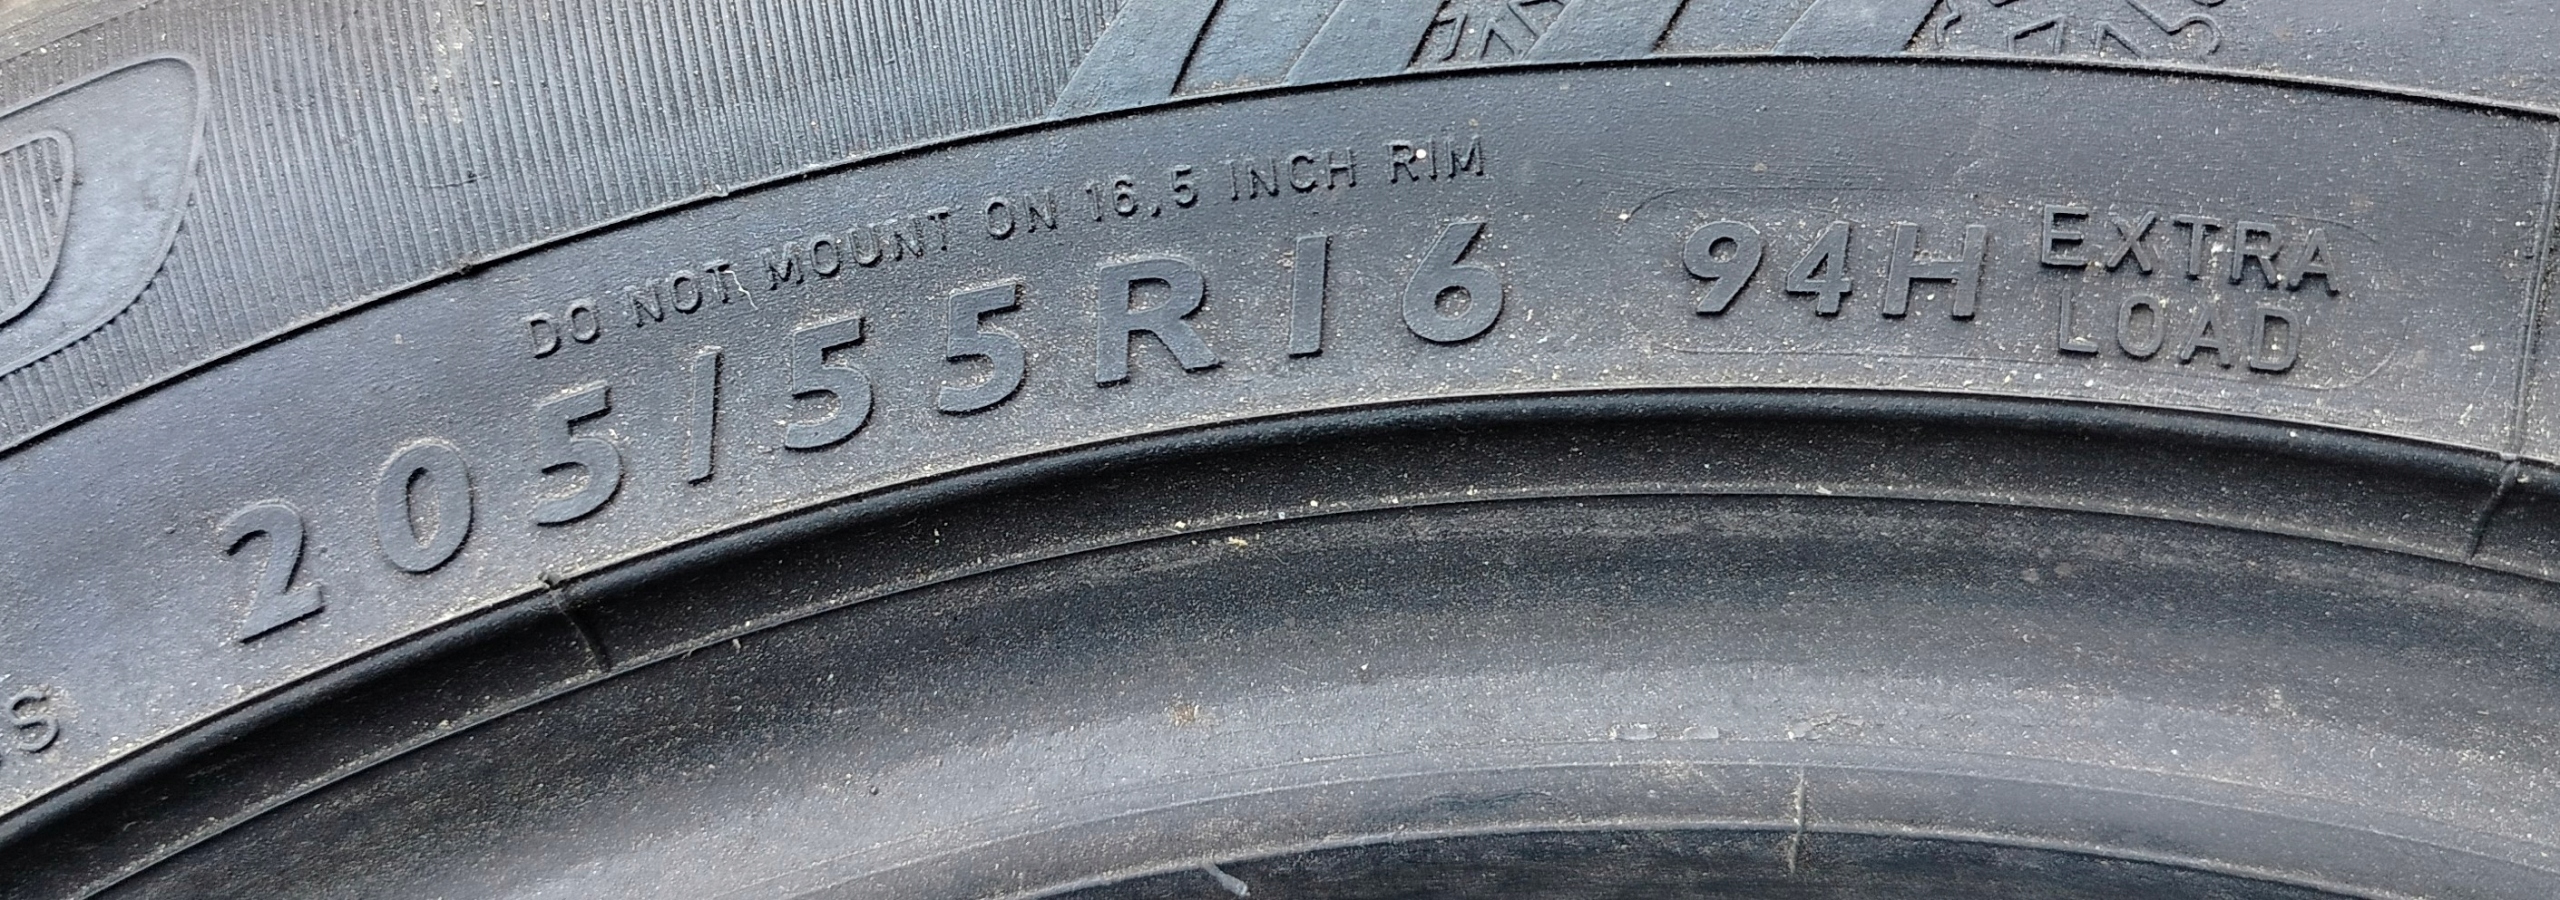 DO NOT MOUNT ON 16,5 INCH RIM
205/55R16 94H EXTRA
LOAD
S